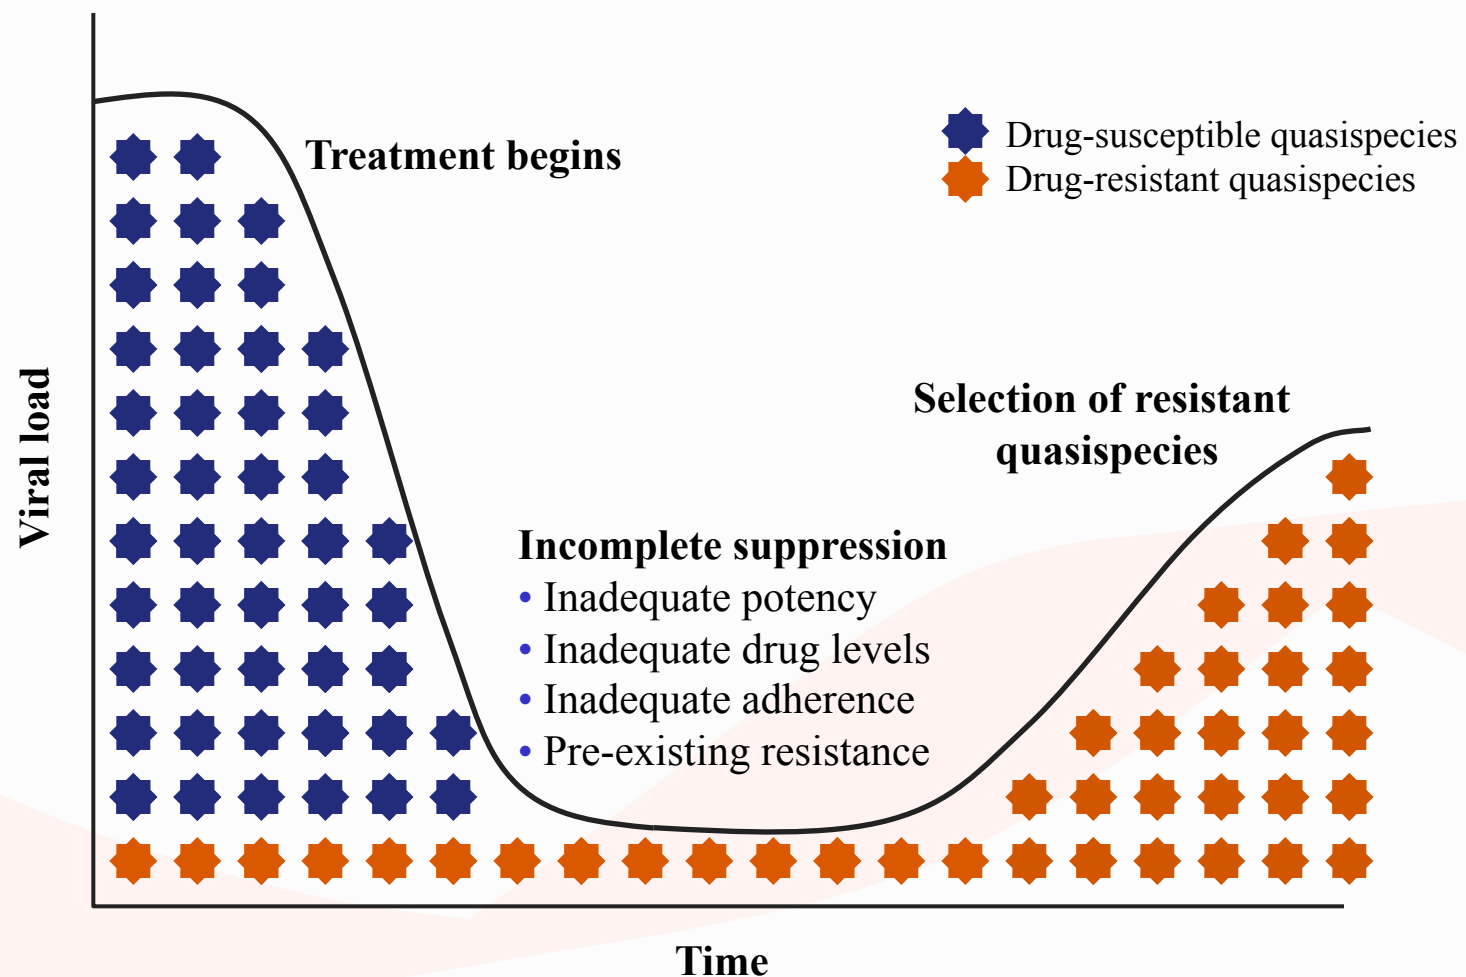 Treatment begins
Drug-susceptible quasispecies
Drug-resistant quasispecies
Viral load
Selection of resistant
quasispecies
Incomplete suppression
• Inadequate potency
• Inadequate drug levels
• Inadequate adherence
• Pre-existing resistance
Time